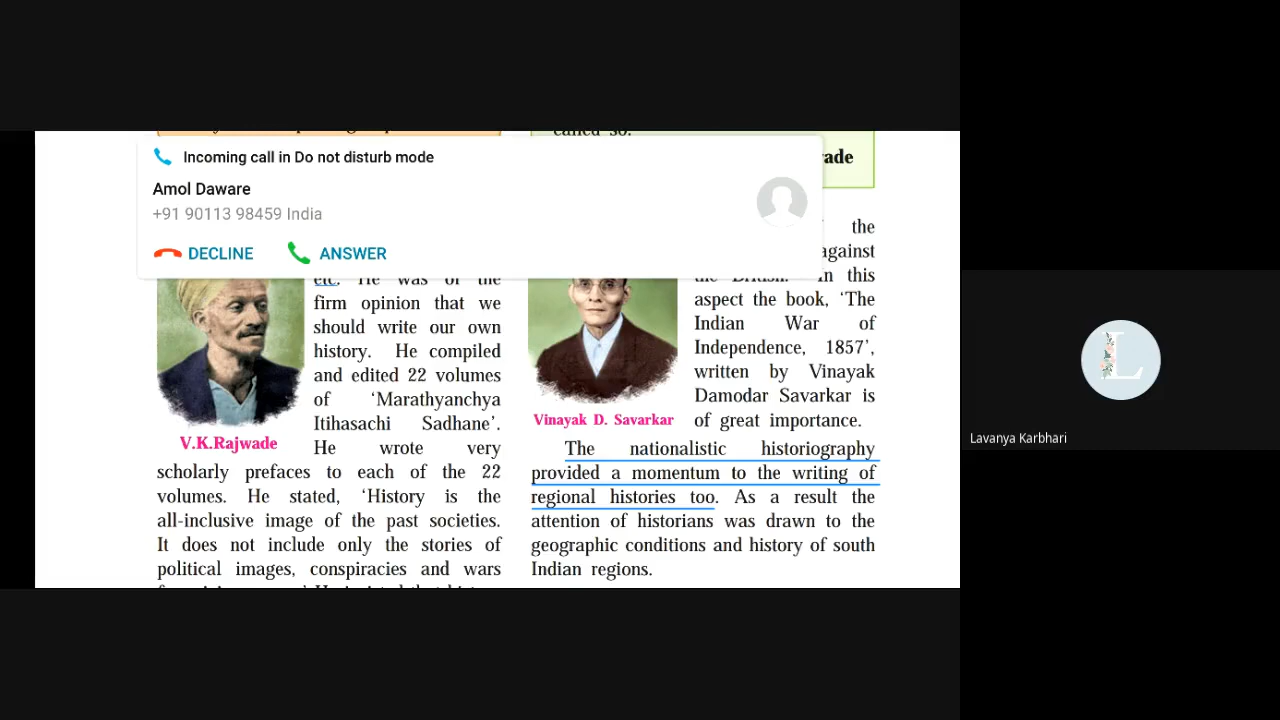 called so.
Incoming call in Do not disturb mode
Amol Daware
+91 90113 98459 India
DECLINE ANSWER
etc. He was of the
firm opinion that we
should write our own
history. He compiled
and edited 22 volumes
of 'Marathyanchya
Itihasachi Sadhane'.
V.K.Rajwade
He wrote very
scholarly prefaces to each of the 22
volumes. He stated, 'History is the
all-inclusive image of the past societies.
It does not include only the stories of
political images, conspiracies and wars
the
against
the British. In this
aspect the book, 'The
Indian War of
Independence, 1857',
written by Vinayak
Damodar Savarkar is
of great importance.
Vinayak D. Savarkar
The nationalistic historiography
provided a momentum to the writing of
regional histories too. As a result the
attention of historians was drawn to the
geographic conditions and history of south
Indian regions.
L
Lavanya Karbhari